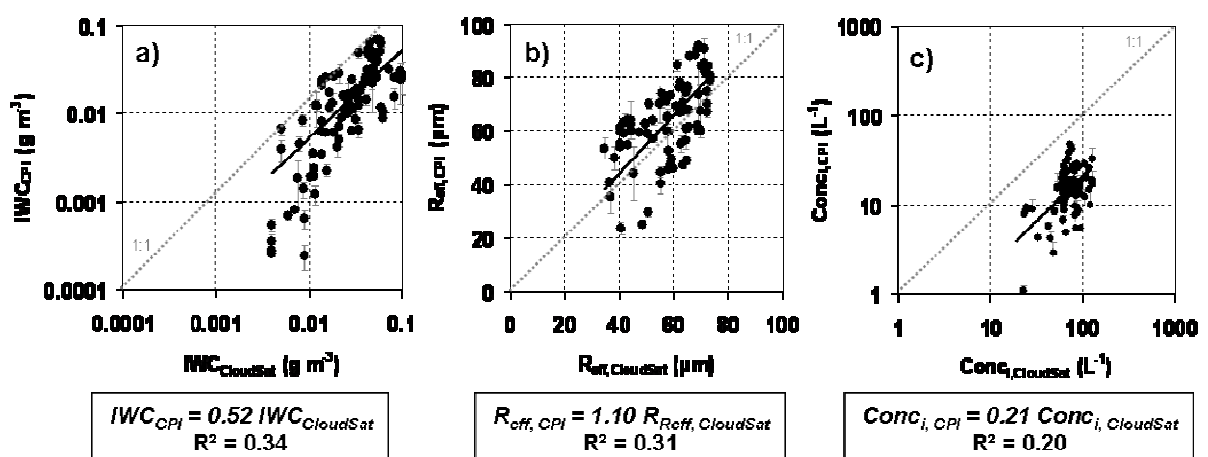 a)
IWC_CPI (g m^3)
0.1
0.01
0.001
0.0001
1:1
0.0001 0.001 0.01 0.1
IWC_CloudSat (g m^3)
IWC_CPI = 0.52 IWC_CloudSat
R² = 0.34
b)
R_eff,CPI (µm)
100
80
60
40
20
0
1:1
0 20 40 60 80 100
R_eff,CloudSat (µm)
R_eff, CPI = 1.10 R_Reff, CloudSat
R² = 0.31
c)
Conc_i,CPI (L^-1)
1000
100
10
1
1:1
1 10 100 1000
Conc_i,CloudSat (L^-1)
Conc_i, CPI = 0.21 Conc_i, CloudSat
R² = 0.20